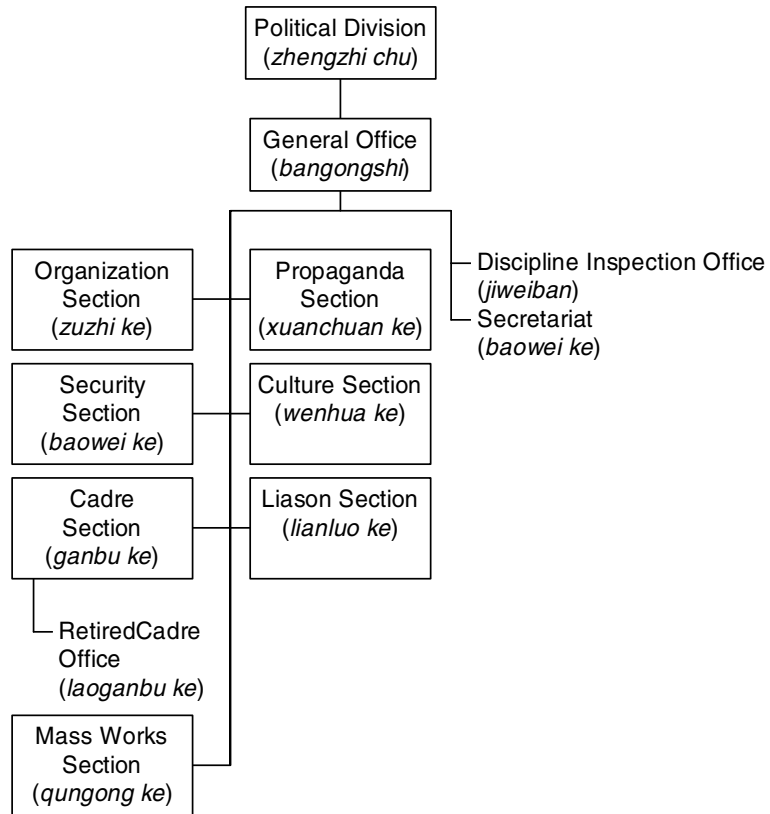 Political Division
(zhengzhi chu)
General Office
(bangongshi)
Organization
Section
(zuzhi ke)
Propaganda
Section
(xuanchuan ke)
Discipline Inspection Office
(jiweiban)
Secretariat
(baowei ke)
Security
Section
(baowei ke)
Culture Section
(wenhua ke)
Cadre
Section
(ganbu ke)
Liason Section
(lianluo ke)
RetiredCadre
Office
(laoganbu ke)
Mass Works
Section
(qungong ke)